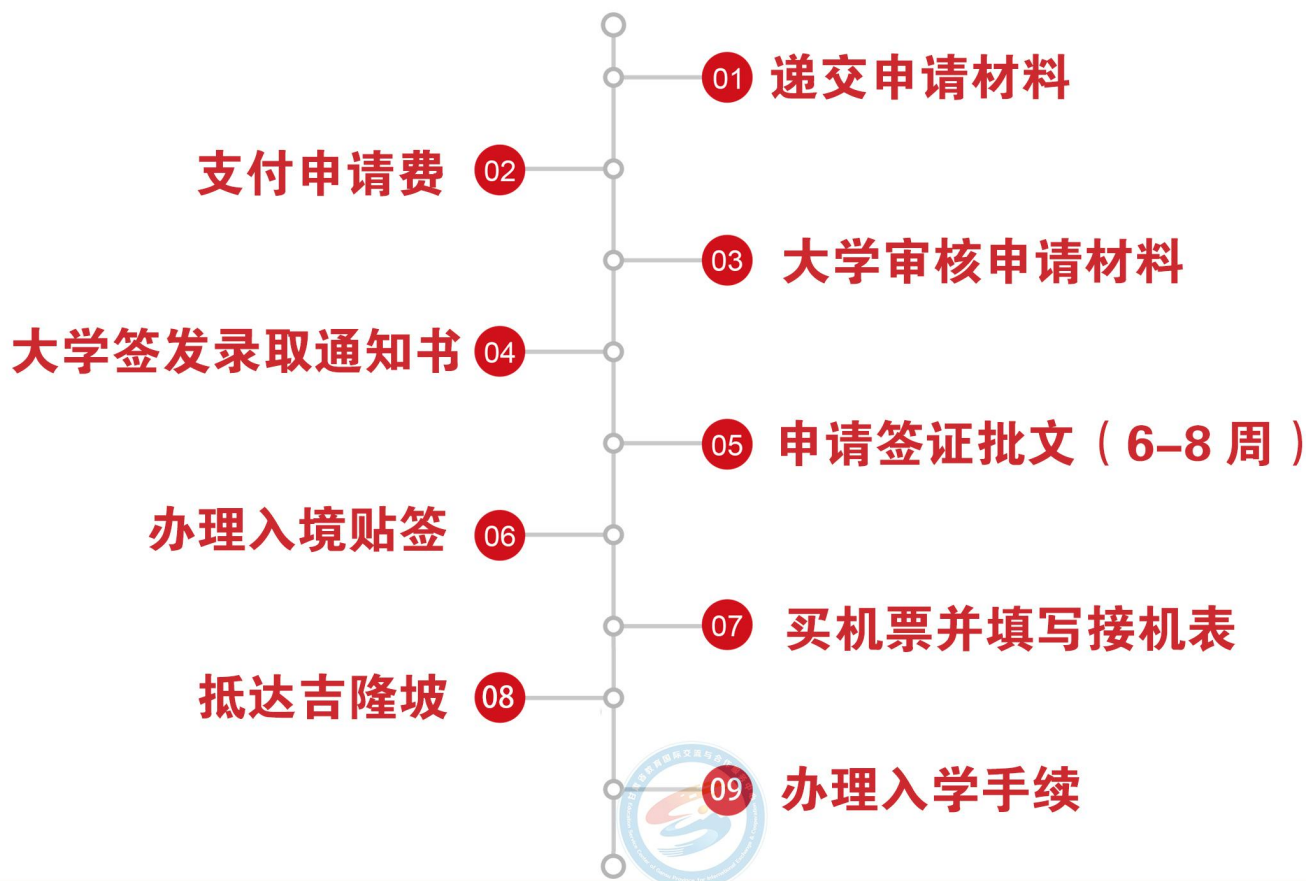 01 递交申请材料
支付申请费 02
03 大学审核申请材料
大学签发录取通知书 04
05 申请签证批文（6–8 周）
办理入境贴签 06
07 买机票并填写接机表
抵达吉隆坡 08
09 办理入学手续